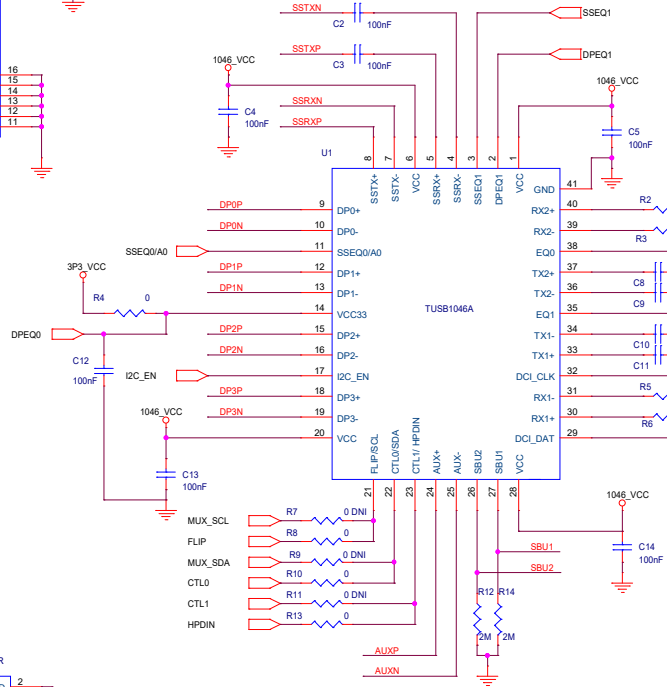 SSTXN
C2
100nF
SSEQ1
SSTXP
C3
100nF
DPEQ1
1046_VCC
16
15
14
13
12
11
SSRXN
C4
100nF
SSRXP
1046_VCC
C5
100nF
U1
8
7
6
5
4
3
2
1
SSTX+
SSTX-
VCC
SSRX+
SSRX-
SSEQ1
DPEQ1
VCC
GND
41
DP0P
9
DP0+
RX2+
40
R2
DP0N
10
DP0-
RX2-
39
R3
SSEQ0/A0
11
SSEQ0/A0
EQ0
38
3P3_VCC
DP1P
12
DP1+
TX2+
37
C8
DP1N
13
DP1-
TX2-
36
C9
R4
0
14
VCC33
TUSB1046A
EQ1
35
DPEQ0
DP2P
15
DP2+
TX1-
34
C10
DP2N
16
DP2-
TX1+
33
C11
C12
100nF
I2C_EN
17
I2C_EN
DCI_CLK
32
DP3P
18
DP3+
RX1-
31
R5
1046_VCC
DP3N
19
DP3-
RX1+
30
R6
20
VCC
DCI_DAT
29
FLIP/SCL
CTL0/SDA
CTL1/ HPDIN
AUX+
AUX-
SBU2
SBU1
VCC
C13
100nF
21
22
23
24
25
26
27
28
1046_VCC
MUX_SCL
R7
0 DNI
FLIP
R8
0
MUX_SDA
R9
0 DNI
CTL0
R10
0
CTL1
R11
0 DNI
HPDIN
R13
0
SBU1
SBU2
C14
100nF
R12
R14
2M
2M
AUXP
AUXN
R
2